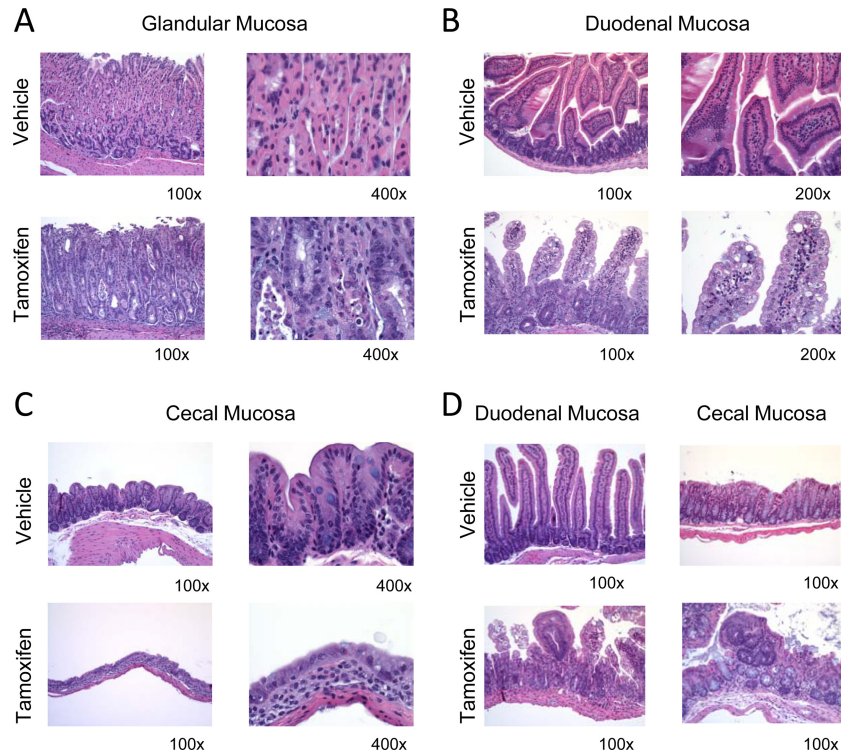 A
Glandular Mucosa
Vehicle
100x
400x
Tamoxifen
100x
400x
B
Duodenal Mucosa
Vehicle
100x
200x
Tamoxifen
100x
200x
C
Cecal Mucosa
Vehicle
100x
400x
Tamoxifen
100x
400x
D
Duodenal Mucosa
Cecal Mucosa
Vehicle
100x
100x
Tamoxifen
100x
100x